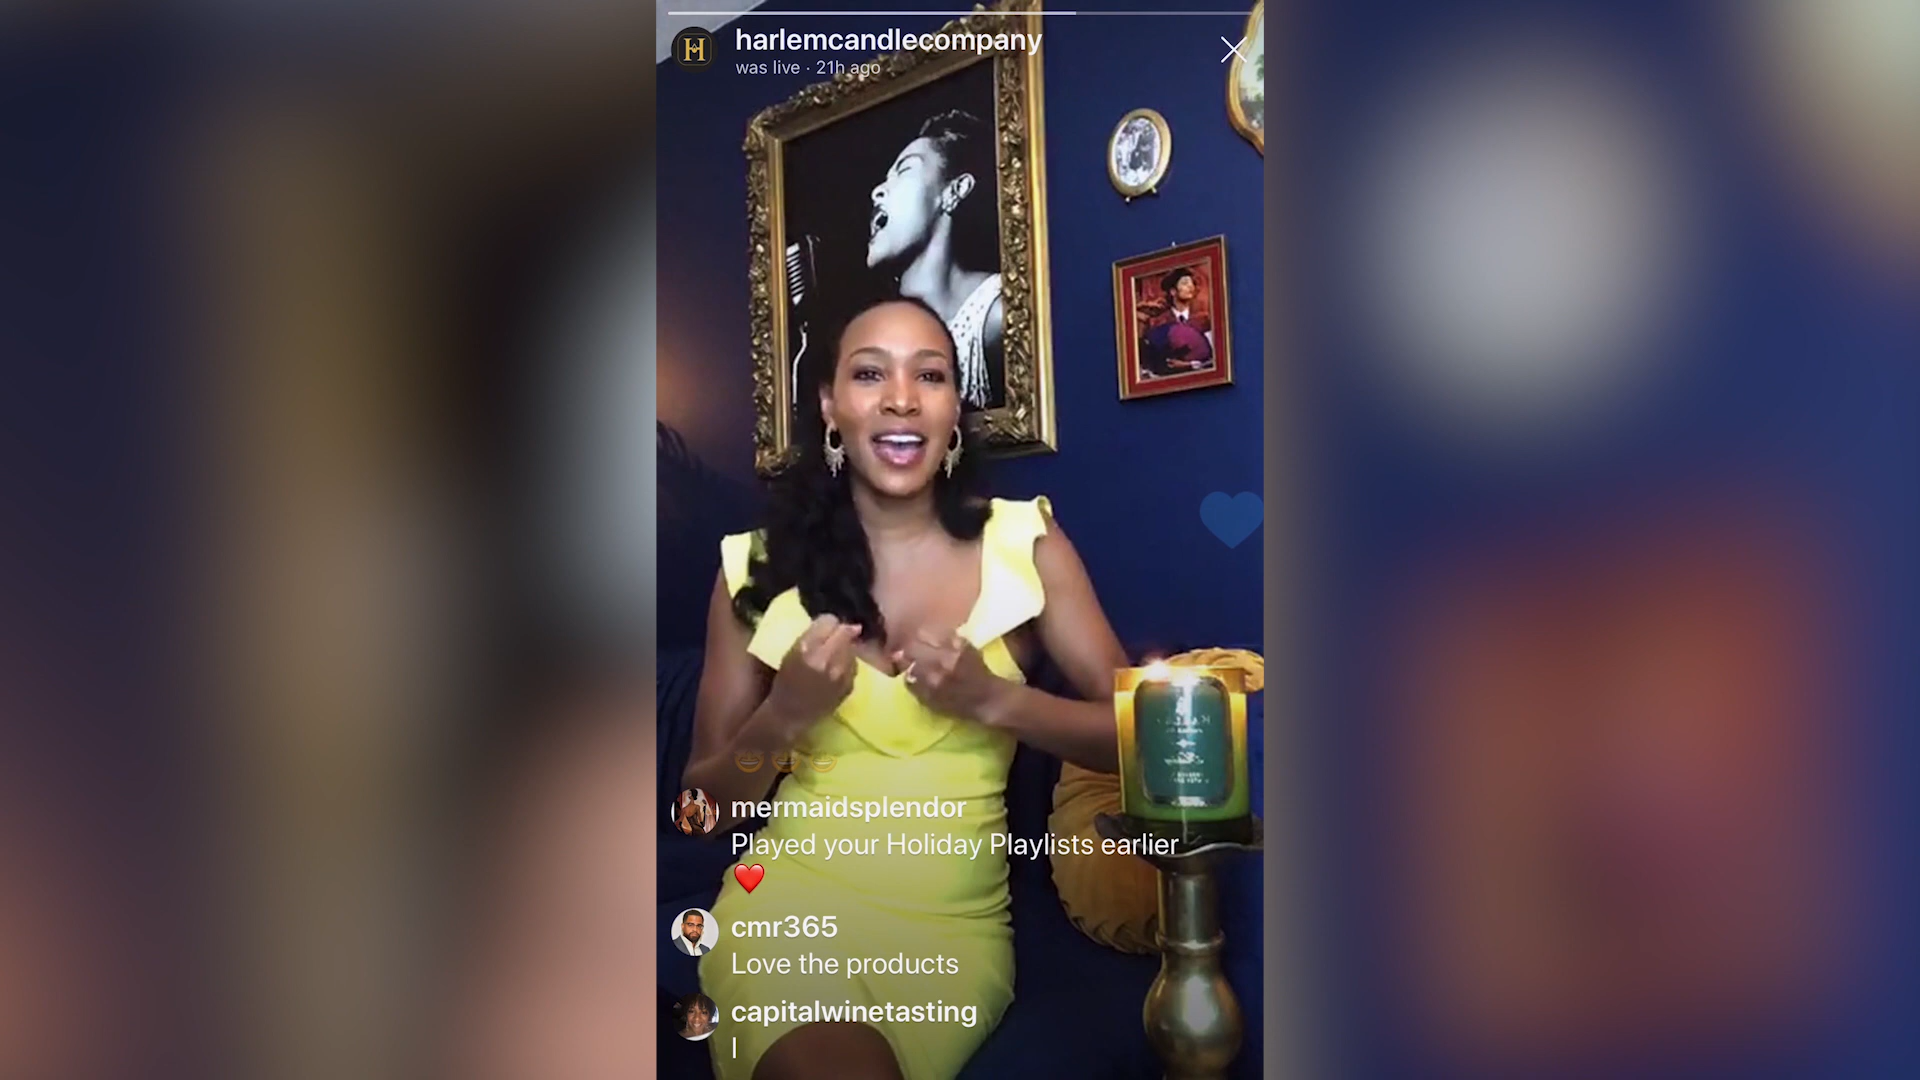 H
harlemcandlecompany
was live · 21h ago
mermaidsplendor
Played your Holiday Playlists earlier
❤️
cmr365
Love the products
capitalwinetasting
I